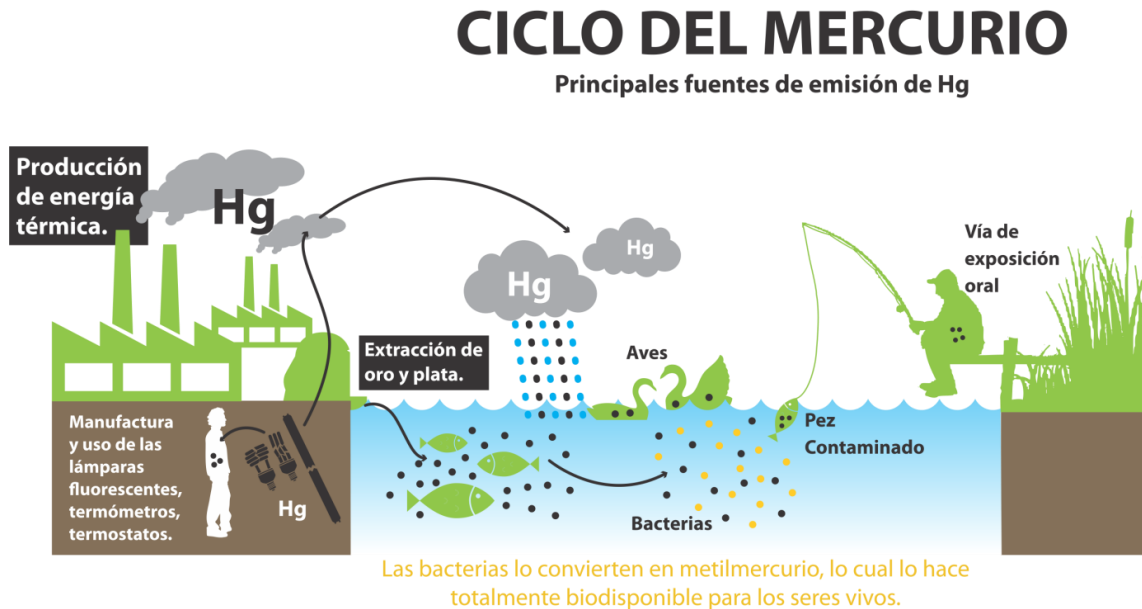 CICLO DEL MERCURIO
Principales fuentes de emisión de Hg
Producción
de energía
térmica.
Hg
Hg
Hg
Vía de
exposición
oral
Extracción de
oro y plata.
Aves
Manufactura
y uso de las
lámparas
fluorescentes,
termómetros,
termostatos.
Hg
Pez
Contaminado
Bacterias
Las bacterias lo convierten en metilmercurio, lo cual lo hace
totalmente biodisponible para los seres vivos.